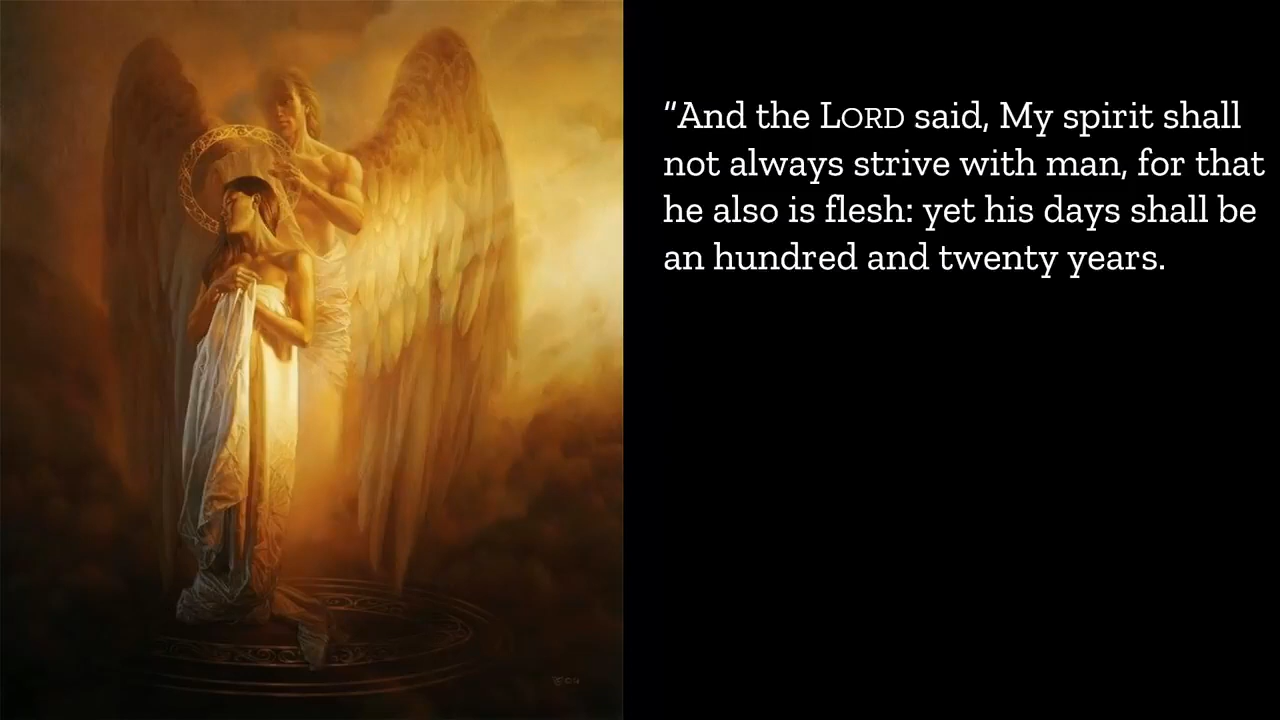 “And the LORD said, My spirit shall
not always strive with man, for that
he also is flesh: yet his days shall be
an hundred and twenty years.